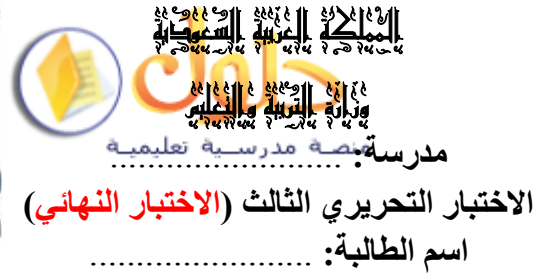 المملكة العربية السعودية
حلول
وزارة التربية والتعليم
منصة مدرسية تعليمية
مدرسة: ........................
الاختبار التحريري الثالث (الاختبار النهائي)
اسم الطالبة: ........................